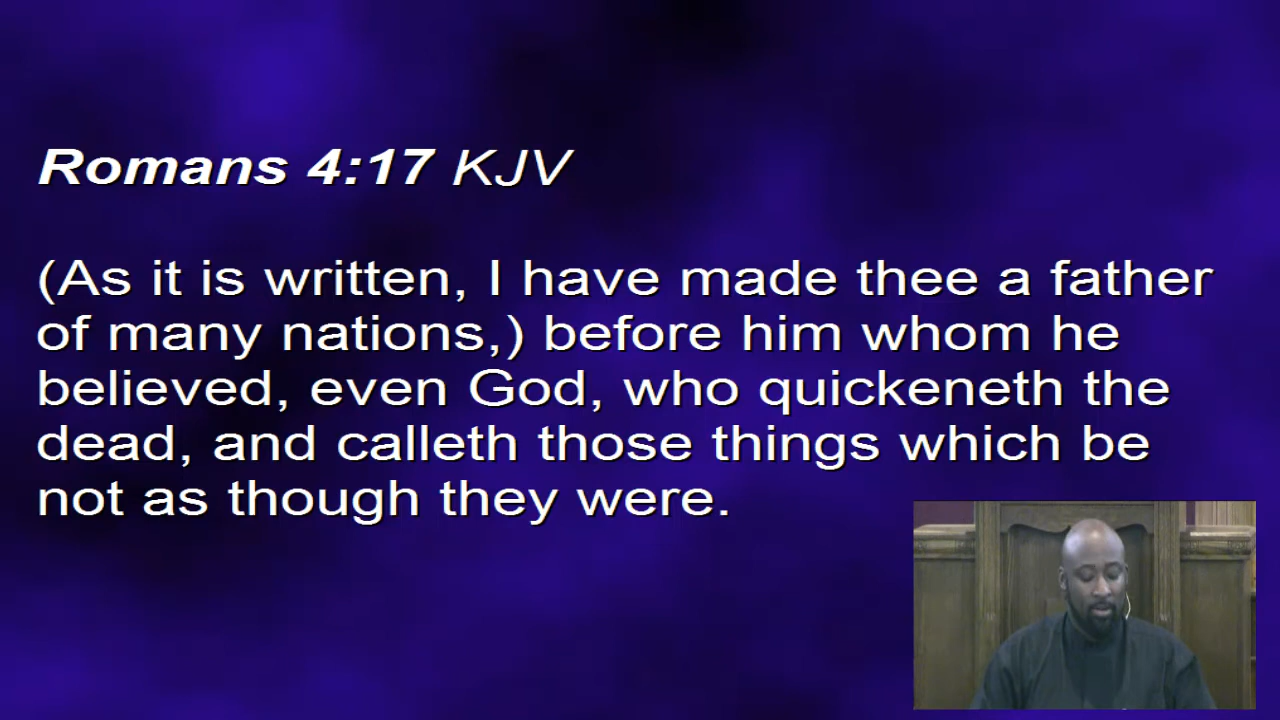 Romans 4:17 KJV
(As it is written, I have made thee a father
of many nations,) before him whom he
believed, even God, who quickeneth the
dead, and calleth those things which be
not as though they were.